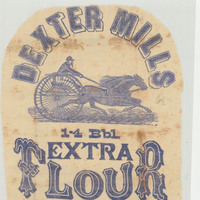 DEXTER MILLS
1-4 Bbl
EXTRA
FLOUR